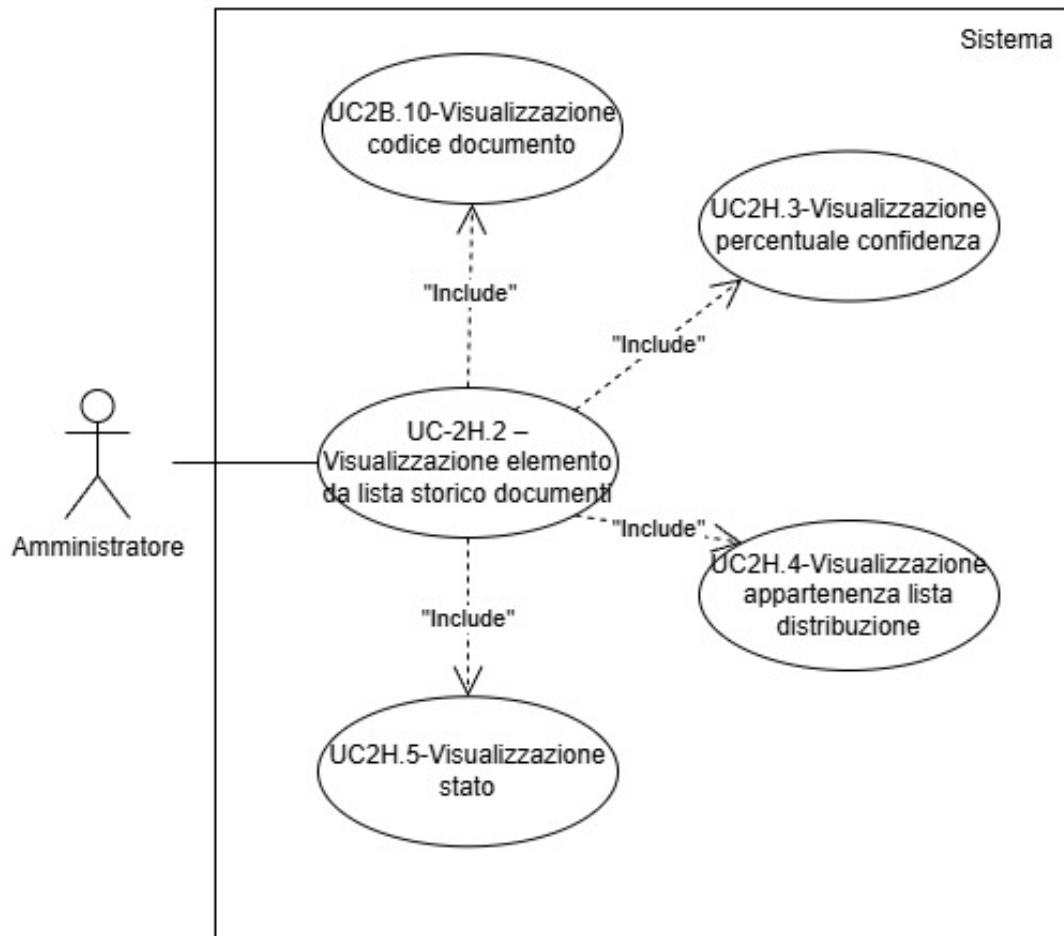 Sistema
UC2B.10-Visualizzazione
codice documento
UC2H.3-Visualizzazione
percentuale confidenza
"Include"
"Include"
UC-2H.2 –
Visualizzazione elemento
da lista storico documenti
Amministratore
"Include"
UC2H.4-Visualizzazione
appartenenza lista
distribuzione
"Include"
UC2H.5-Visualizzazione
stato